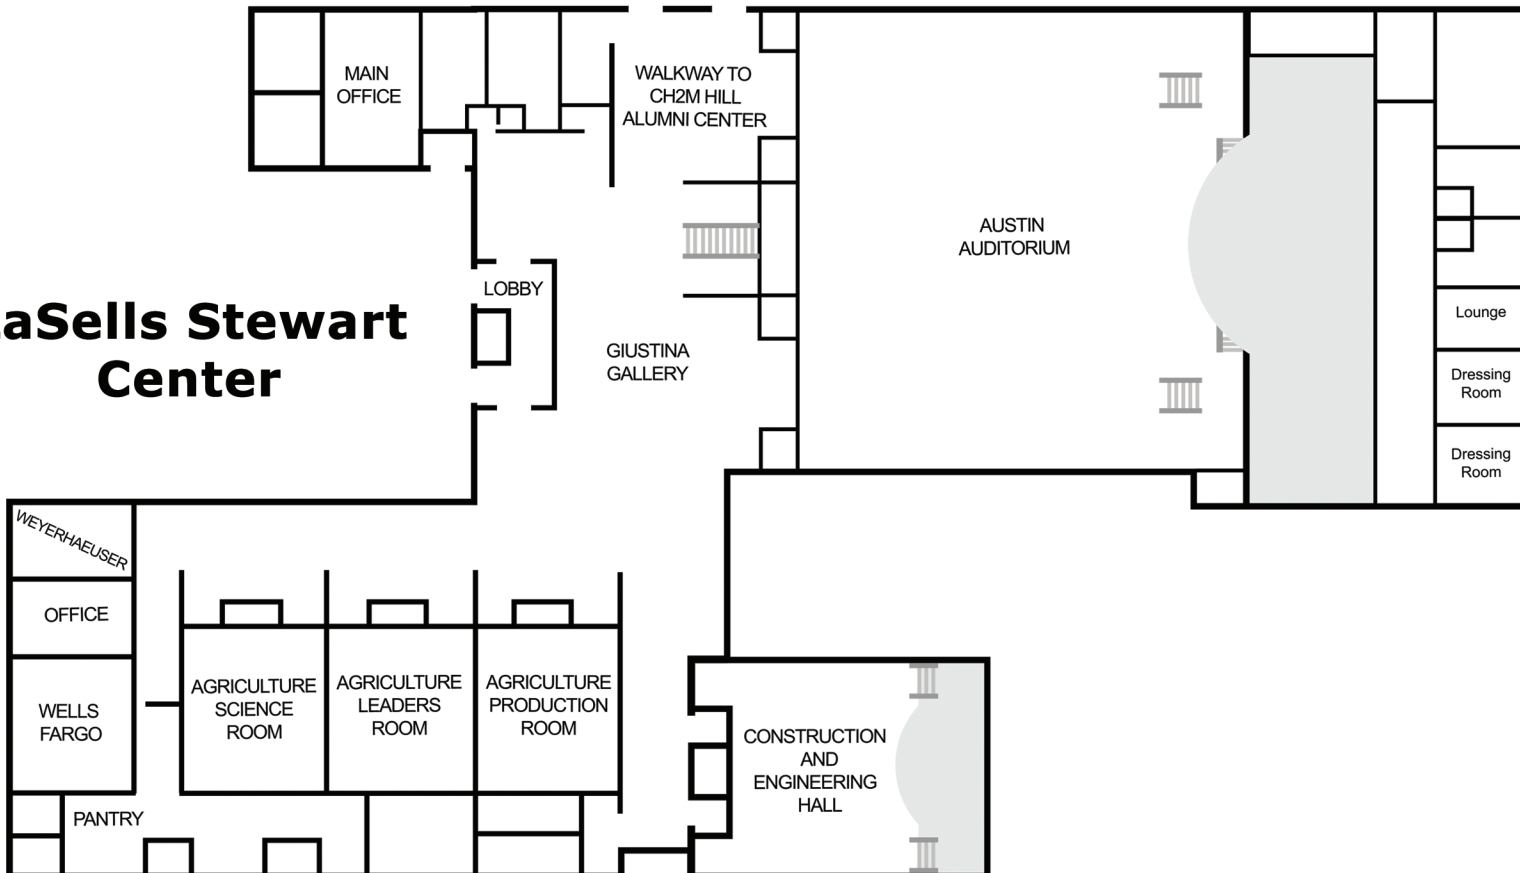 MAIN
OFFICE
WALKWAY TO
CH2M HILL
ALUMNI CENTER
AUSTIN
AUDITORIUM
LOBBY
aSells Stewart
Center
GIUSTINA
GALLERY
Lounge
Dressing
Room
Dressing
Room
WEYERHAEUSER
OFFICE
WELLS
FARGO
AGRICULTURE
SCIENCE
ROOM
AGRICULTURE
LEADERS
ROOM
AGRICULTURE
PRODUCTION
ROOM
CONSTRUCTION
AND
ENGINEERING
HALL
PANTRY